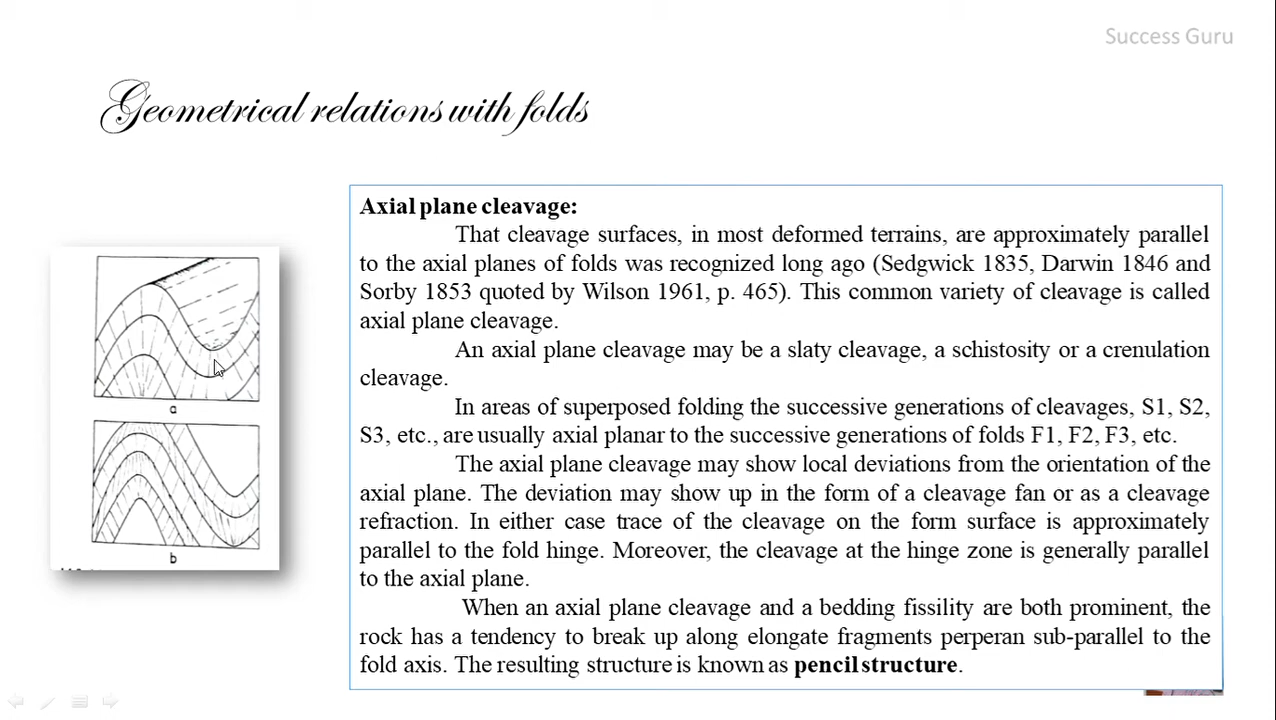 Success Guru
Geometrical relations with folds
Axial plane cleavage:
That cleavage surfaces, in most deformed terrains, are approximately parallel
to the axial planes of folds was recognized long ago (Sedgwick 1835, Darwin 1846 and
Sorby 1853 quoted by Wilson 1961, p. 465). This common variety of cleavage is called
axial plane cleavage.
An axial plane cleavage may be a slaty cleavage, a schistosity or a crenulation
cleavage.
In areas of superposed folding the successive generations of cleavages, S1, S2,
S3, etc., are usually axial planar to the successive generations of folds F1, F2, F3, etc.
The axial plane cleavage may show local deviations from the orientation of the
axial plane. The deviation may show up in the form of a cleavage fan or as a cleavage
refraction. In either case trace of the cleavage on the form surface is approximately
parallel to the fold hinge. Moreover, the cleavage at the hinge zone is generally parallel
to the axial plane.
When an axial plane cleavage and a bedding fissility are both prominent, the
rock has a tendency to break up along elongate fragments perperan sub-parallel to the
fold axis. The resulting structure is known as pencil structure.
a
b